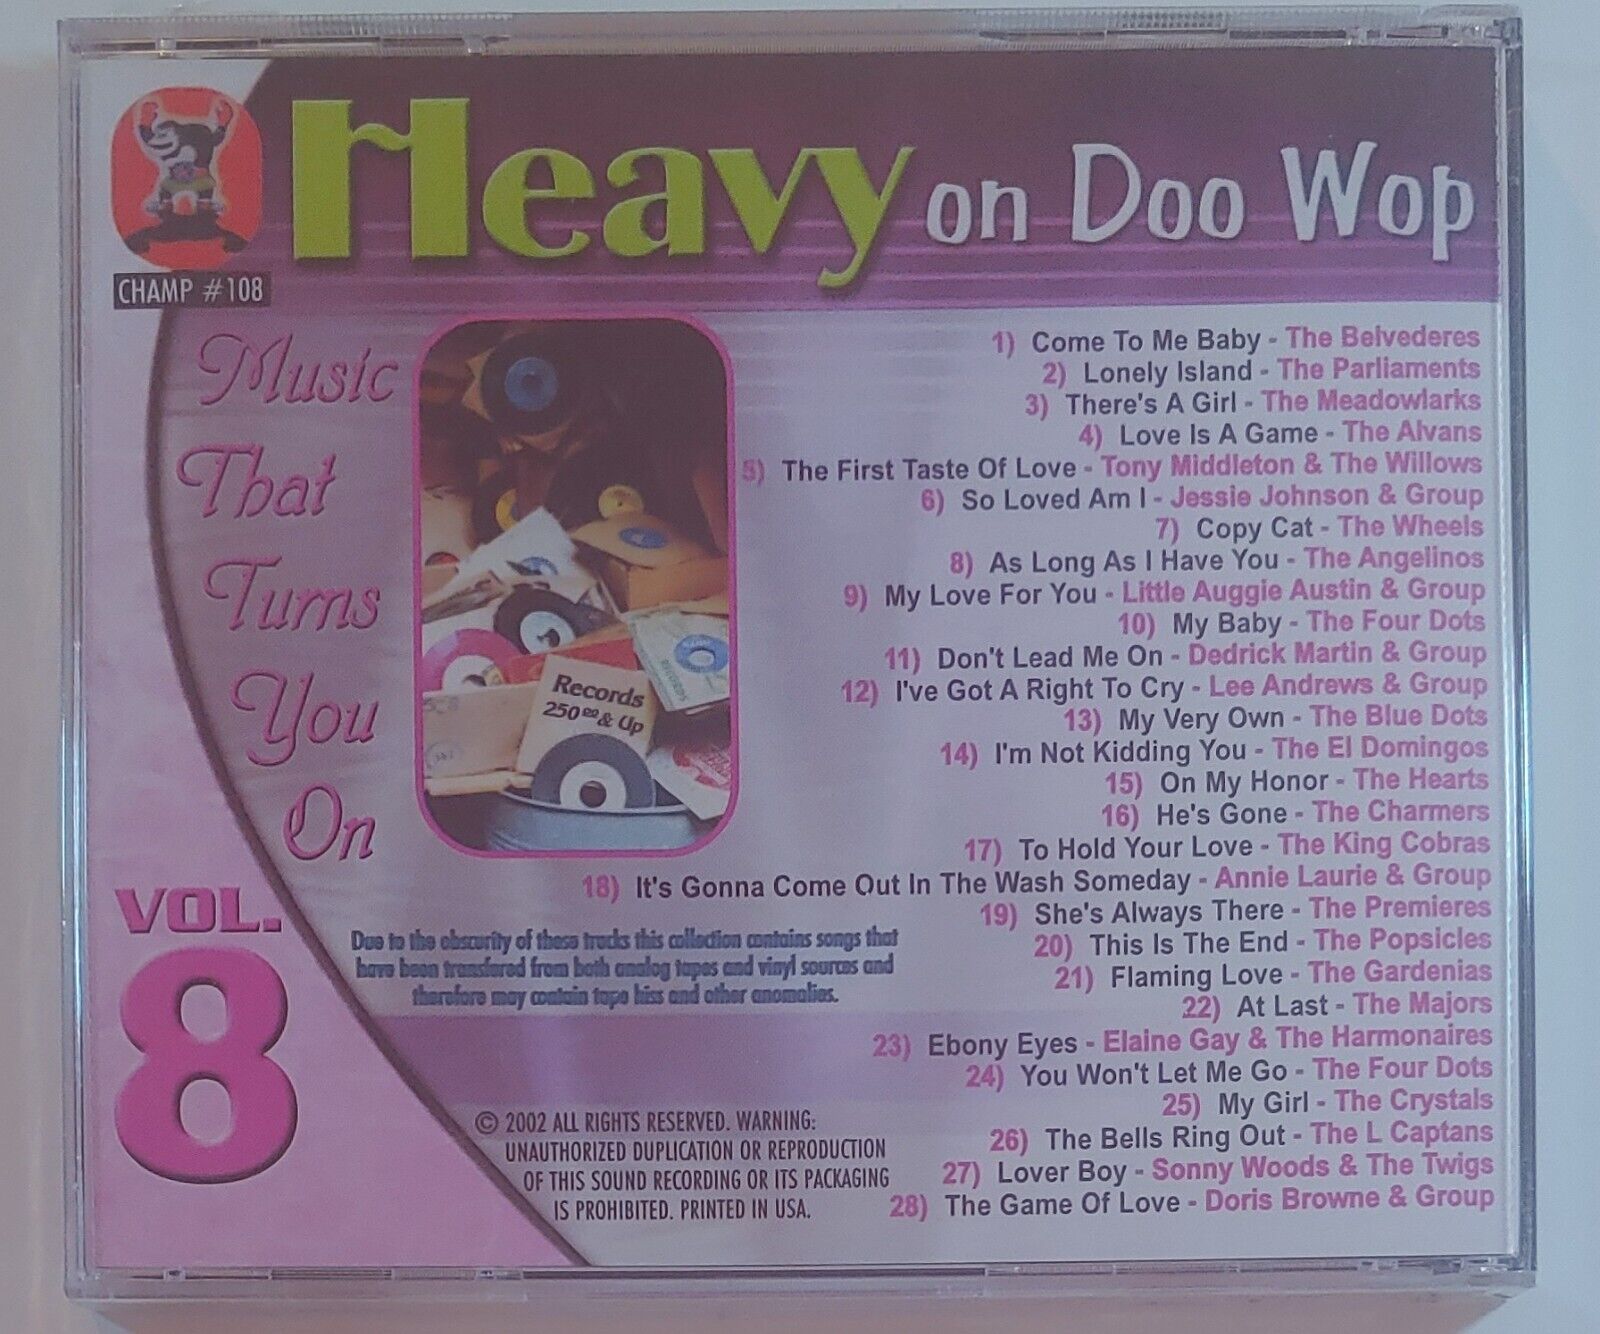 Heavy on Doo Wop
CHAMP #108
Music
That
Turns
You
On
Records
250 & Up
VOL.
8
1) Come To Me Baby - The Belvederes
2) Lonely Island - The Parliaments
3) There's A Girl - The Meadowlarks
4) Love Is A Game - The Alvans
5) The First Taste Of Love - Tony Middleton & The Willows
6) So Loved Am I - Jessie Johnson & Group
7) Copy Cat - The Wheels
8) As Long As I Have You - The Angelinos
9) My Love For You - Little Auggie Austin & Group
10) My Baby - The Four Dots
11) Don't Lead Me On - Dedrick Martin & Group
12) I've Got A Right To Cry - Lee Andrews & Group
13) My Very Own - The Blue Dots
14) I'm Not Kidding You - The El Domingos
15) On My Honor - The Hearts
16) He's Gone - The Charmers
17) To Hold Your Love - The King Cobras
18) It's Gonna Come Out In The Wash Someday - Annie Laurie & Group
19) She's Always There - The Premieres
20) This Is The End - The Popsicles
21) Flaming Love - The Gardenias
22) At Last - The Majors
23) Ebony Eyes - Elaine Gay & The Harmonaires
24) You Won't Let Me Go - The Four Dots
25) My Girl - The Crystals
26) The Bells Ring Out - The L Captans
27) Lover Boy - Sonny Woods & The Twigs
28) The Game Of Love - Doris Browne & Group
Due to the obscurity of these tracks this collection contains songs that
have been transfered from both analog tapes and vinyl sources and
therefore may contain tape hiss and other anomalies.
© 2002 ALL RIGHTS RESERVED. WARNING:
UNAUTHORIZED DUPLICATION OR REPRODUCTION
OF THIS SOUND RECORDING OR ITS PACKAGING
IS PROHIBITED. PRINTED IN USA.